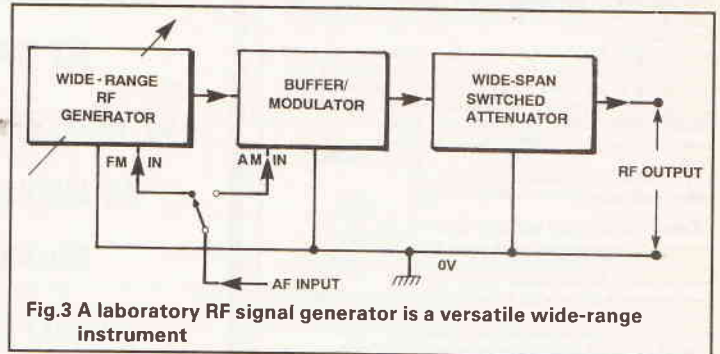 WIDE-RANGE
RF
GENERATOR
BUFFER/
MODULATOR
WIDE-SPAN
SWITCHED
ATTENUATOR
FM IN
AM IN
RF OUTPUT
0V
AF INPUT
Fig.3 A laboratory RF signal generator is a versatile wide-range
instrument